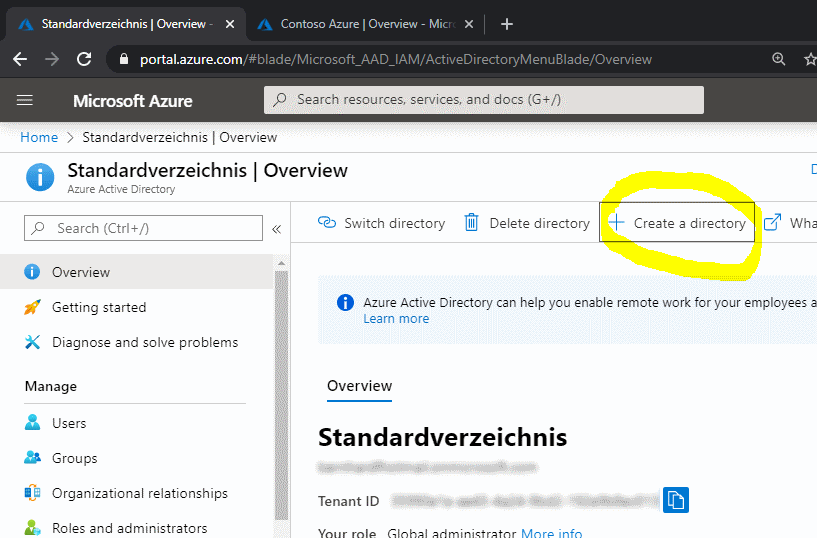 Standardverzeichnis | Overview -
Contoso Azure | Overview - Micr
portal.azure.com/#blade/Microsoft_AAD_IAM/ActiveDirectoryMenuBlade/Overview
Microsoft Azure
Search resources, services, and docs (G+/)
Home > Standardverzeichnis | Overview
Standardverzeichnis | Overview
Azure Active Directory
Search (Ctrl+/)
«
Switch directory
Delete directory
+ Create a directory
Wha
Overview
Getting started
Diagnose and solve problems
Manage
Users
Groups
Organizational relationships
Roles and administrators
Azure Active Directory can help you enable remote work for your employees a
Learn more
Overview
Standardverzeichnis
Tenant ID
Your role Global administrator More info